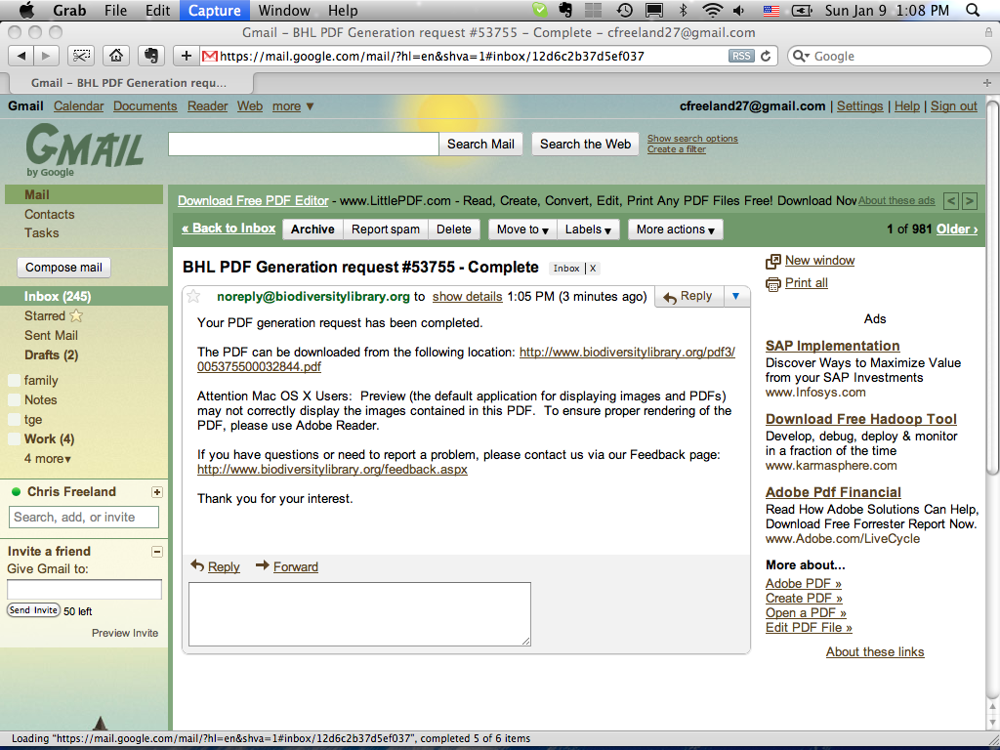 Grab File Edit Capture Window Help Sun Jan 9 1:08 PM
Gmail – BHL PDF Generation request #53755 – Complete – cfreeland27@gmail.com
https://mail.google.com/mail/?hl=en&shva=1#inbox/12d6c2b37d5ef037 RSS Google
Gmail – BHL PDF Generation requ...
Gmail Calendar Documents Reader Web more ▼ cfreeland27@gmail.com | Settings | Help | Sign out
GMAIL
by Google
Search Mail Search the Web Show search options
Create a filter
Mail
Contacts
Tasks
Compose mail
Inbox (245)
Starred
Sent Mail
Drafts (2)
family
Notes
tge
Work (4)
4 more▾
Chris Freeland
Search, add, or invite
Invite a friend
Give Gmail to:
Send Invite 50 left
Preview Invite
Download Free PDF Editor - www.LittlePDF.com - Read, Create, Convert, Edit, Print Any PDF Files Free! Download Now About these ads < >
« Back to Inbox Archive Report spam Delete Move to ▾ Labels ▾ More actions ▾ 1 of 981 Older ›
BHL PDF Generation request #53755 - Complete Inbox | X
noreply@biodiversitylibrary.org to show details 1:05 PM (3 minutes ago) Reply ▼
Your PDF generation request has been completed.
The PDF can be downloaded from the following location: http://www.biodiversitylibrary.org/pdf3/
005375500032844.pdf
Attention Mac OS X Users: Preview (the default application for displaying images and PDFs)
may not correctly display the images contained in this PDF. To ensure proper rendering of the
PDF, please use Adobe Reader.
If you have questions or need to report a problem, please contact us via our Feedback page:
http://www.biodiversitylibrary.org/feedback.aspx
Thank you for your interest.
Reply Forward
New window
Print all
Ads
SAP Implementation
Discover Ways to Maximize Value
from your SAP Investments
www.Infosys.com
Download Free Hadoop Tool
Develop, debug, deploy & monitor
in a fraction of the time
www.karmasphere.com
Adobe Pdf Financial
Read How Adobe Solutions Can Help,
Download Free Forrester Report Now.
www.Adobe.com/LiveCycle
More about...
Adobe PDF »
Create PDF »
Open a PDF »
Edit PDF File »
About these links
Loading "https://mail.google.com/mail/?hl=en&shva=1#inbox/12d6c2b37d5ef037", completed 5 of 6 items